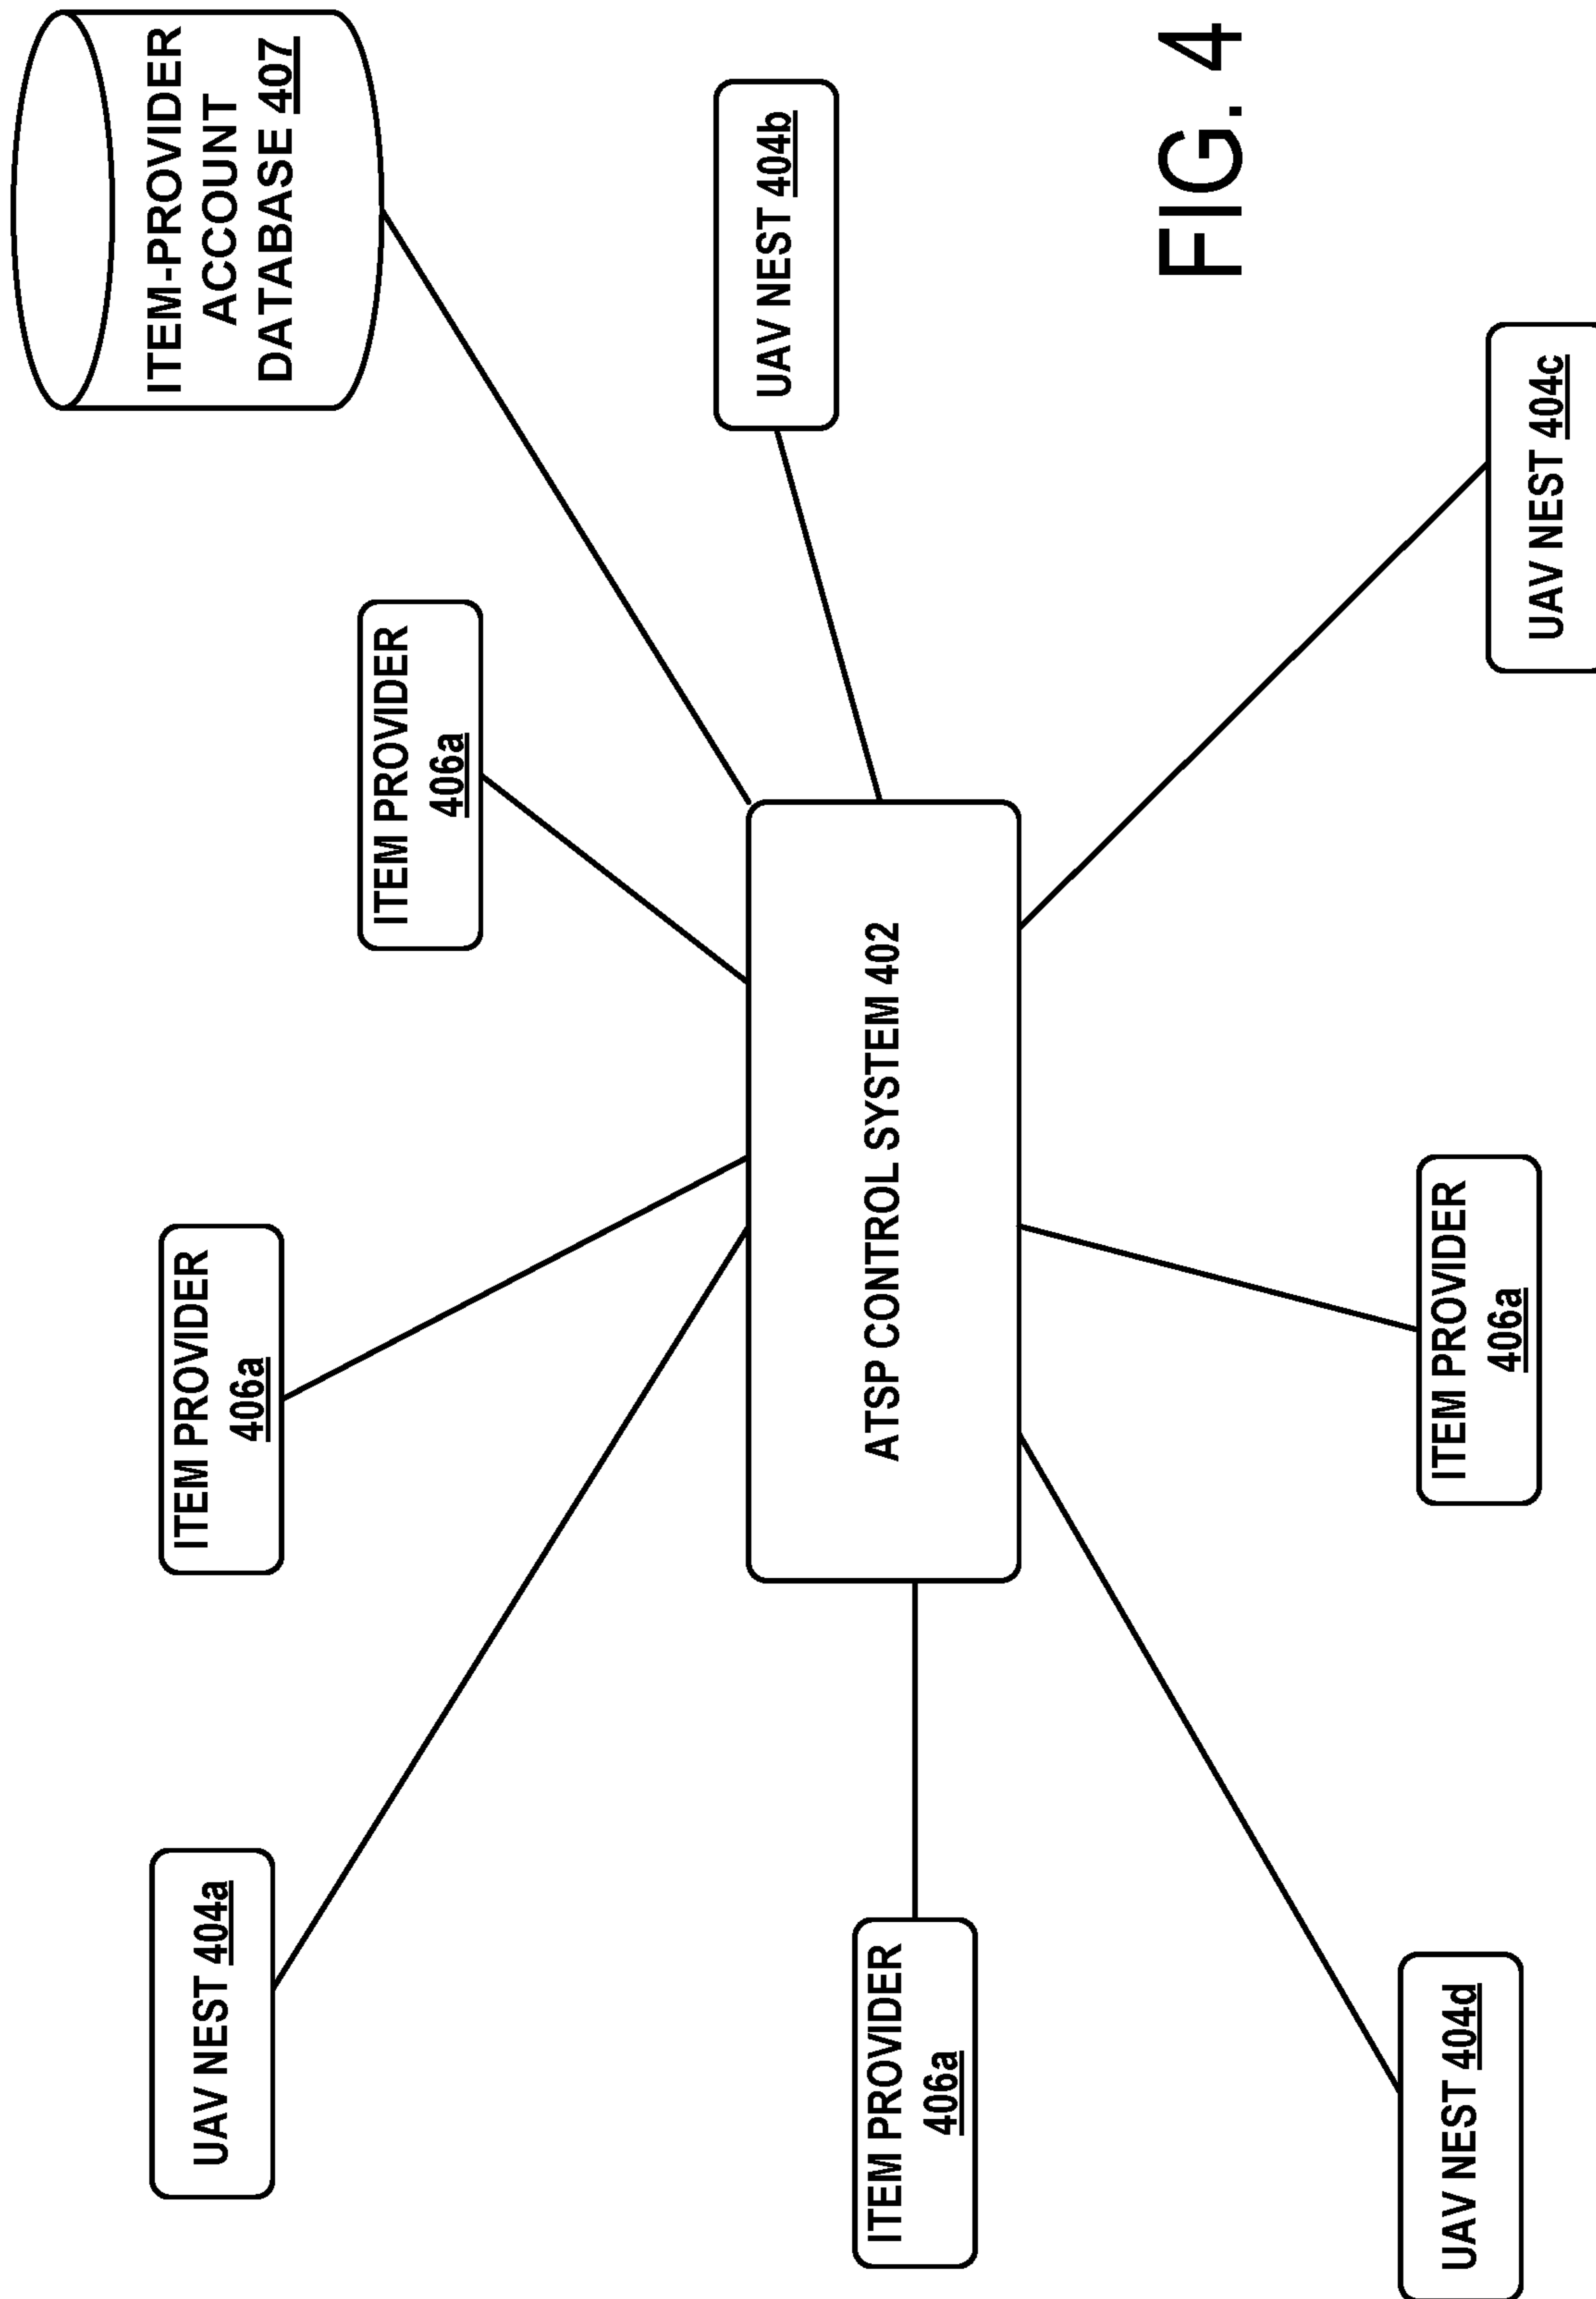 UAV NEST 404a
ITEM PROVIDER
406a
ITEM-PROVIDER
ACCOUNT
DATABASE 407
ITEM PROVIDER
406a
UAV NEST 404b
ITEM PROVIDER
406a
ATSP CONTROL SYSTEM 402
FIG. 4
UAV NEST 404d
ITEM PROVIDER
406a
UAV NEST 404c